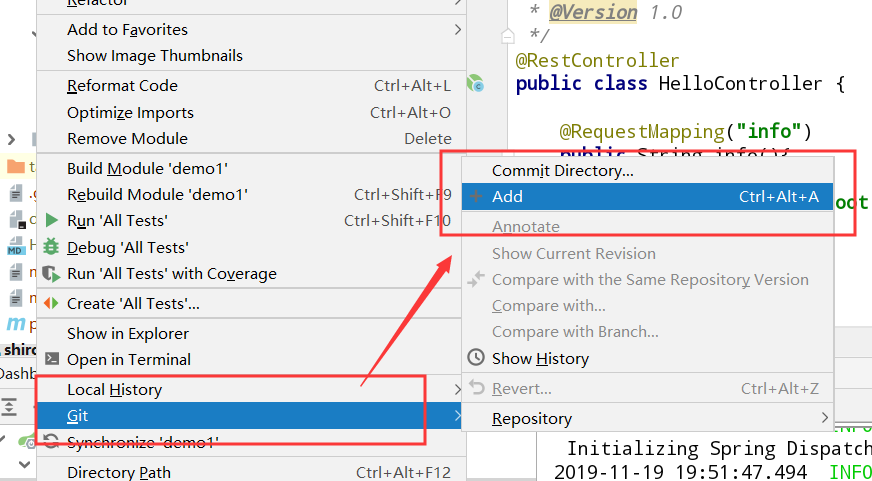 Refactor
Add to Favorites
Show Image Thumbnails
Reformat Code Ctrl+Alt+L
Optimize Imports Ctrl+Alt+O
Remove Module Delete
Build Module 'demo1'
Rebuild Module 'demo1' Ctrl+Shift+F9
Run 'All Tests' Ctrl+Shift+F10
Debug 'All Tests'
Run 'All Tests' with Coverage
Create 'All Tests'...
Show in Explorer
Open in Terminal
Local History
Git
Synchronize 'demo1'
Directory Path Ctrl+Alt+F12
Commit Directory...
Add Ctrl+Alt+A
Annotate
Show Current Revision
Compare with the Same Repository Version
Compare with...
Compare with Branch...
Show History
Revert... Ctrl+Alt+Z
Repository
* @Version 1.0
*/
@RestController
public class HelloController {
@RequestMapping("info")
public String info(){
oot
INFO
Initializing Spring Dispatch
2019-11-19 19:51:47.494 INFO
t
.g
MD
H
m
m
m p
shiro
Dashb